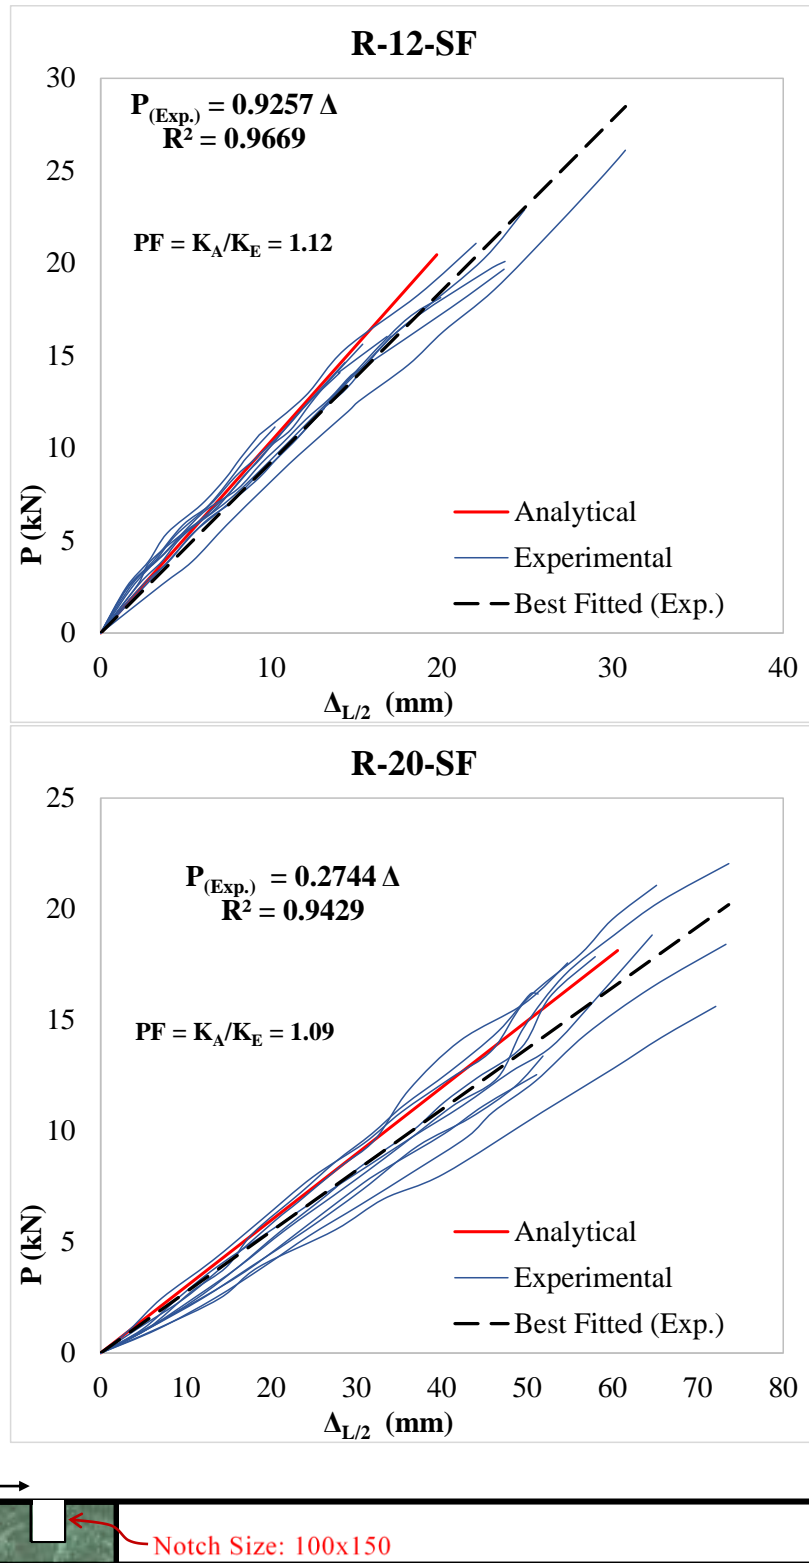 R-12-SF
30
25
20
15
10
5
0
P (kN)
P(Exp.) = 0.9257 Δ
R² = 0.9669
PF = KA/KE = 1.12
Analytical
Experimental
Best Fitted (Exp.)
0 10 20 30 40
ΔL/2 (mm)
R-20-SF
25
20
15
10
5
0
P (kN)
P(Exp.) = 0.2744 Δ
R² = 0.9429
PF = KA/KE = 1.09
Analytical
Experimental
Best Fitted (Exp.)
0 10 20 30 40 50 60 70 80
ΔL/2 (mm)
Notch Size: 100x150